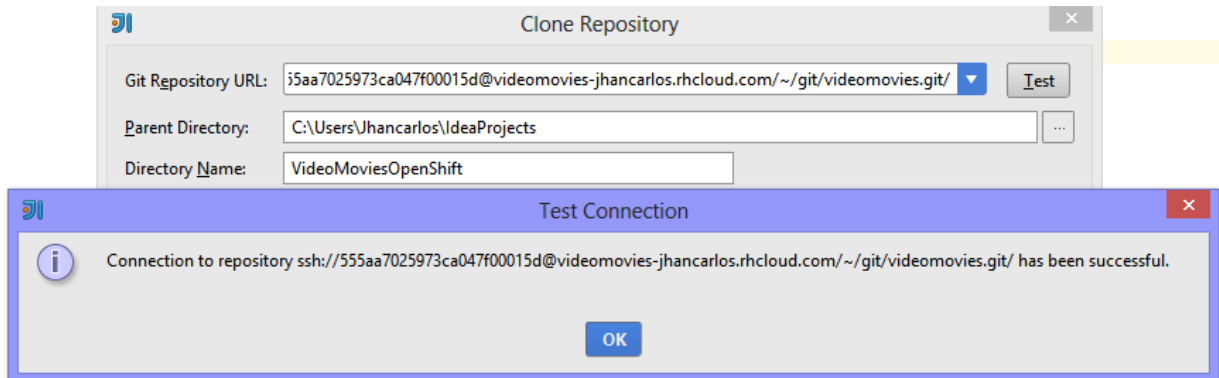 Clone Repository
Git Repository URL: 55aa7025973ca047f00015d@videomovies-jhancarlos.rhcloud.com/~/git/videomovies.git/ Test
Parent Directory: C:\Users\Jhancarlos\IdeaProjects ...
Directory Name: VideoMoviesOpenShift
Test Connection
Connection to repository ssh://555aa7025973ca047f00015d@videomovies-jhancarlos.rhcloud.com/~/git/videomovies.git/ has been successful.
OK